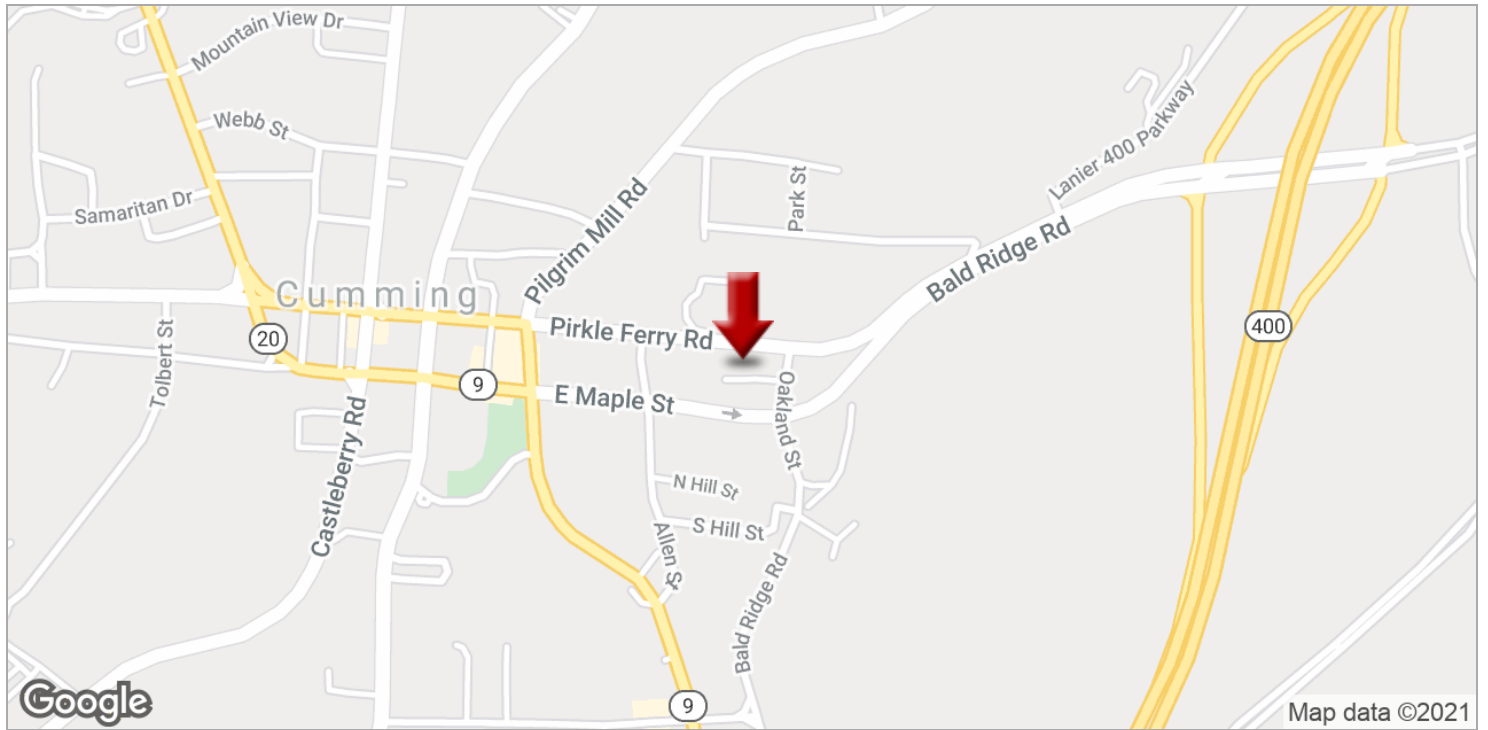 Mountain View Dr
Webb St
Samaritan Dr
Park St
Lanier 400 Parkway
Pilgrim Mill Rd
Bald Ridge Rd
Cumming
Pirkle Ferry Rd
400
20
Tolbert St
9
E Maple St
Oakland St
Castleberry Rd
N Hill St
S Hill St
Allen St
Bald Ridge Rd
9
Google
Map data ©2021